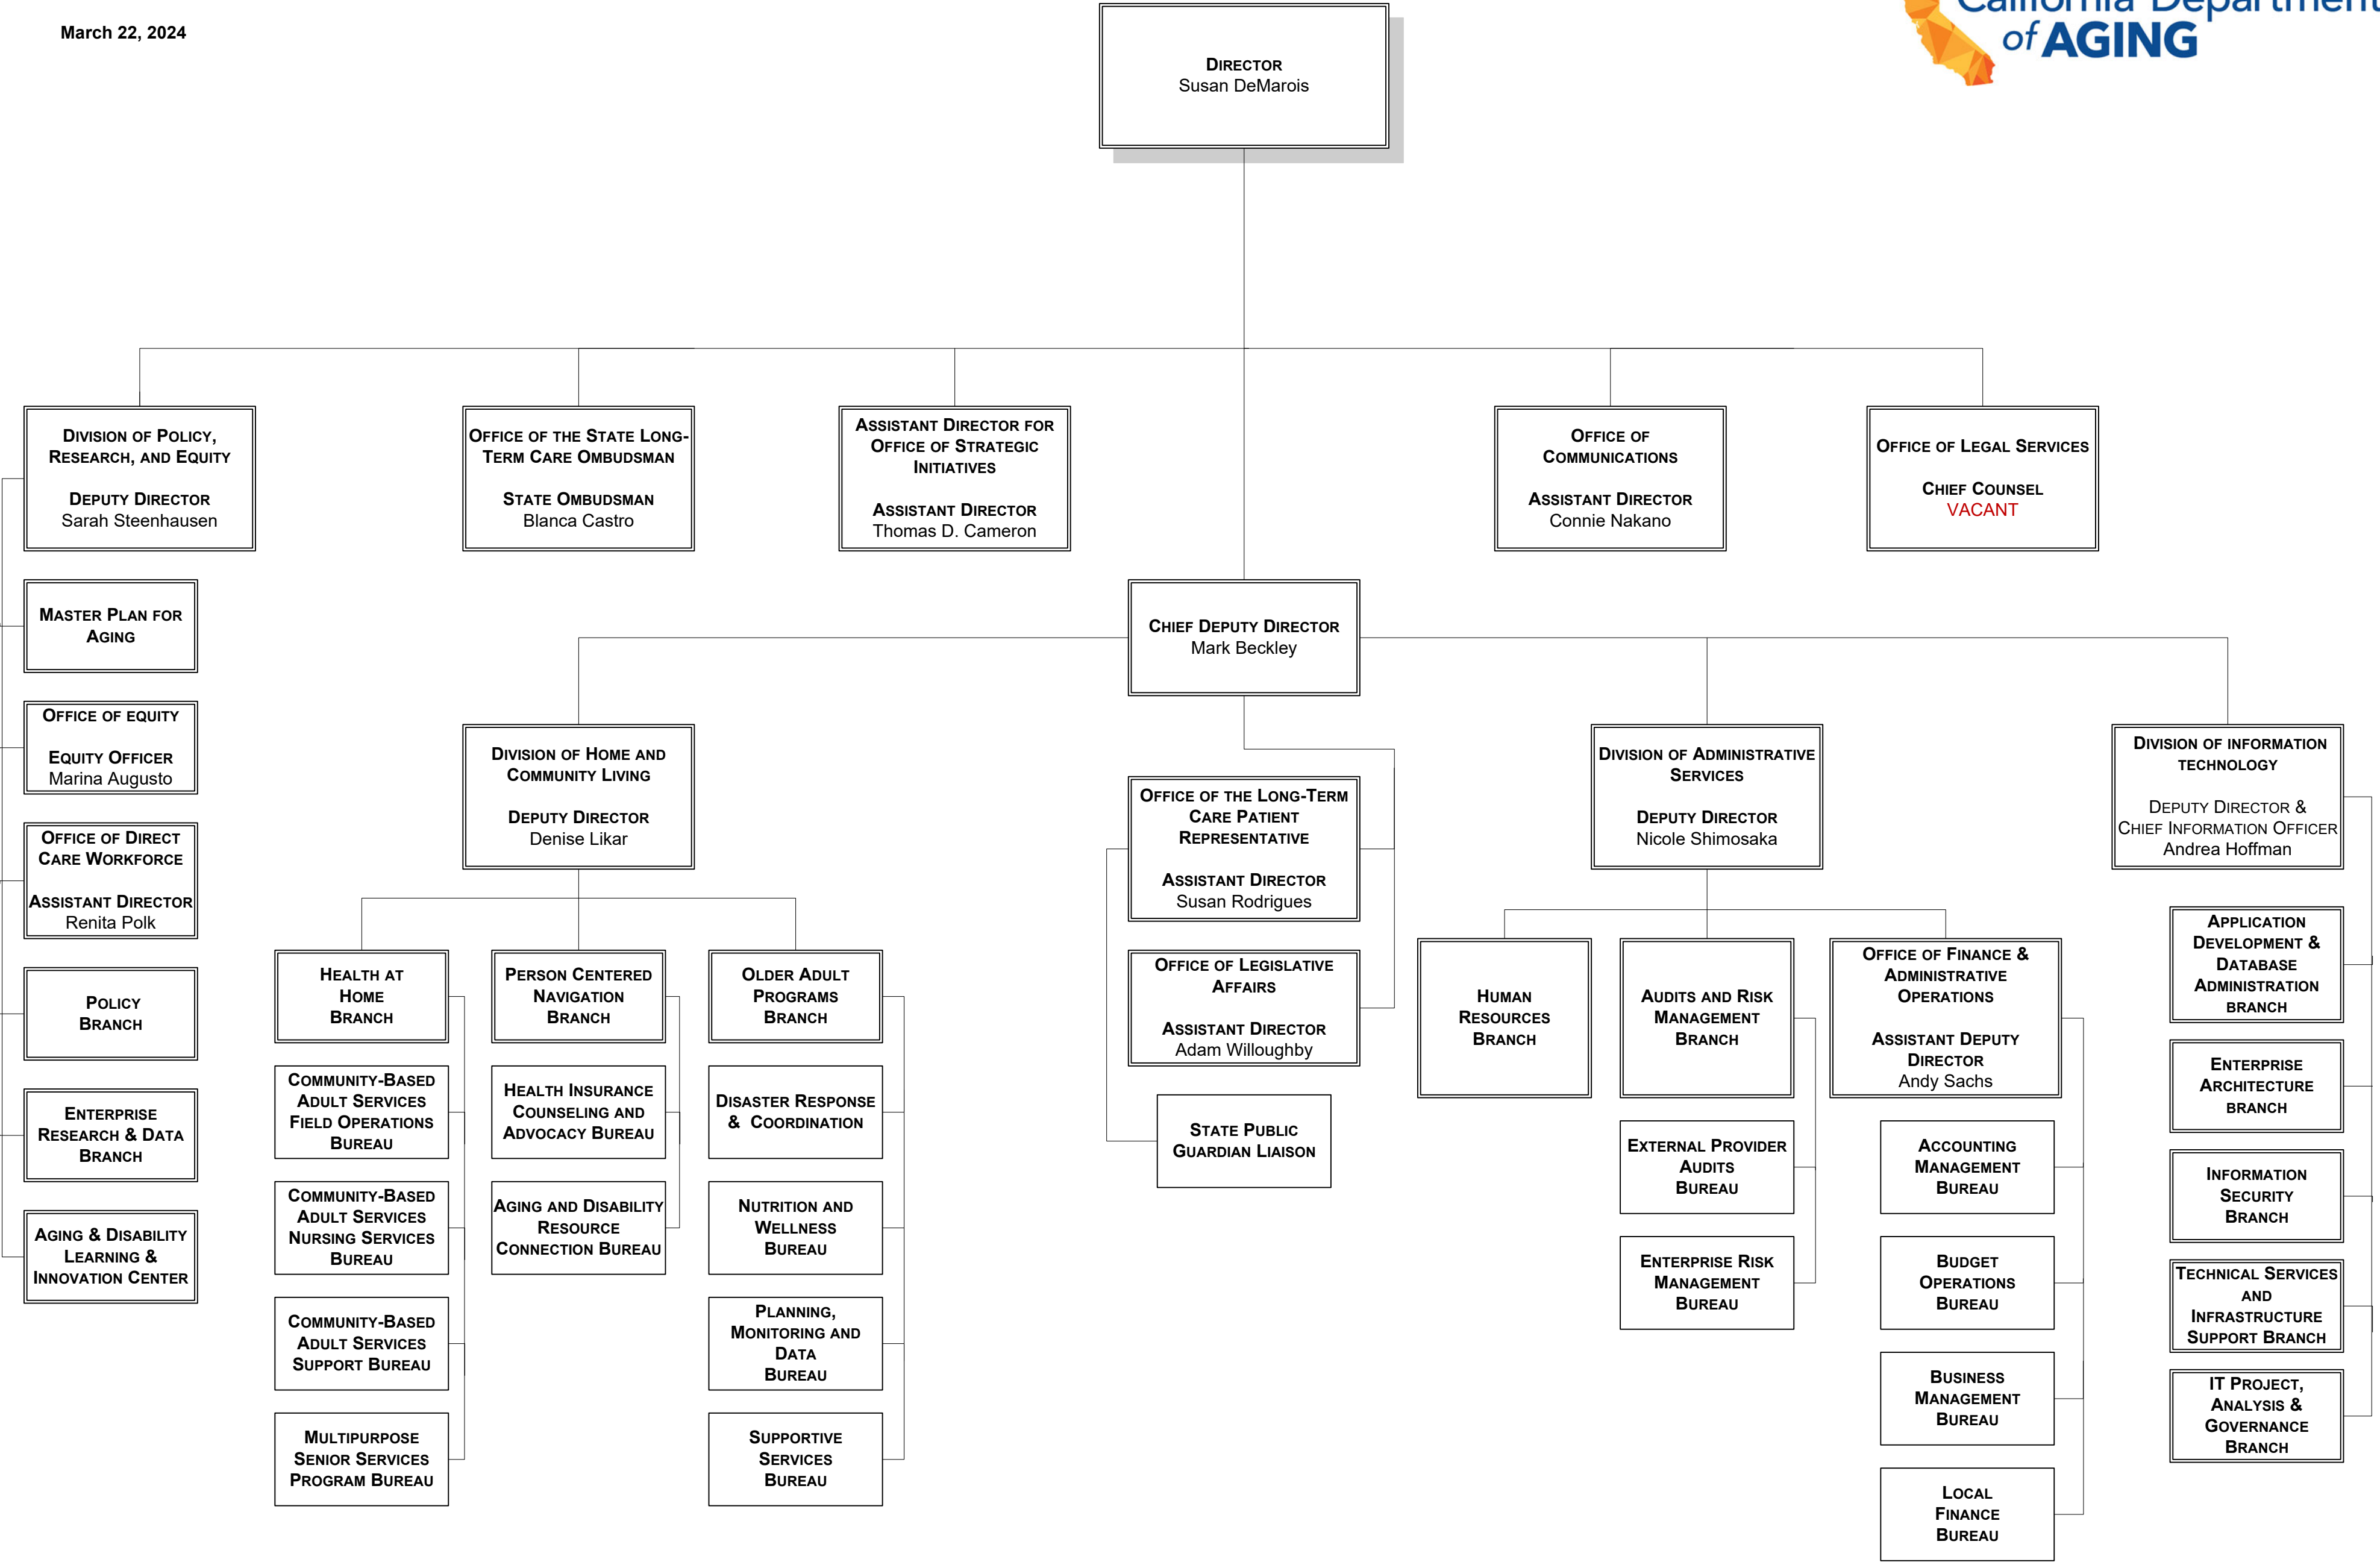 March 22, 2024
California Department
of AGING
DIRECTOR
Susan DeMarois
DIVISION OF POLICY,
RESEARCH, AND EQUITY
DEPUTY DIRECTOR
Sarah Steenhausen
OFFICE OF THE STATE LONG-
TERM CARE OMBUDSMAN
STATE OMBUDSMAN
Blanca Castro
ASSISTANT DIRECTOR FOR
OFFICE OF STRATEGIC
INITIATIVES
ASSISTANT DIRECTOR
Thomas D. Cameron
OFFICE OF
COMMUNICATIONS
ASSISTANT DIRECTOR
Connie Nakano
OFFICE OF LEGAL SERVICES
CHIEF COUNSEL
VACANT
MASTER PLAN FOR
AGING
OFFICE OF EQUITY
EQUITY OFFICER
Marina Augusto
OFFICE OF DIRECT
CARE WORKFORCE
ASSISTANT DIRECTOR
Renita Polk
POLICY
BRANCH
ENTERPRISE
RESEARCH & DATA
BRANCH
AGING & DISABILITY
LEARNING &
INNOVATION CENTER
CHIEF DEPUTY DIRECTOR
Mark Beckley
DIVISION OF HOME AND
COMMUNITY LIVING
DEPUTY DIRECTOR
Denise Likar
HEALTH AT
HOME
BRANCH
COMMUNITY-BASED
ADULT SERVICES
FIELD OPERATIONS
BUREAU
COMMUNITY-BASED
ADULT SERVICES
NURSING SERVICES
BUREAU
COMMUNITY-BASED
ADULT SERVICES
SUPPORT BUREAU
MULTIPURPOSE
SENIOR SERVICES
PROGRAM BUREAU
PERSON CENTERED
NAVIGATION
BRANCH
HEALTH INSURANCE
COUNSELING AND
ADVOCACY BUREAU
AGING AND DISABILITY
RESOURCE
CONNECTION BUREAU
OLDER ADULT
PROGRAMS
BRANCH
DISASTER RESPONSE
& COORDINATION
NUTRITION AND
WELLNESS
BUREAU
PLANNING,
MONITORING AND
DATA
BUREAU
SUPPORTIVE
SERVICES
BUREAU
OFFICE OF THE LONG-TERM
CARE PATIENT
REPRESENTATIVE
ASSISTANT DIRECTOR
Susan Rodrigues
OFFICE OF LEGISLATIVE
AFFAIRS
ASSISTANT DIRECTOR
Adam Willoughby
STATE PUBLIC
GUARDIAN LIAISON
DIVISION OF ADMINISTRATIVE
SERVICES
DEPUTY DIRECTOR
Nicole Shimosaka
HUMAN
RESOURCES
BRANCH
AUDITS AND RISK
MANAGEMENT
BRANCH
EXTERNAL PROVIDER
AUDITS
BUREAU
ENTERPRISE RISK
MANAGEMENT
BUREAU
OFFICE OF FINANCE &
ADMINISTRATIVE
OPERATIONS
ASSISTANT DEPUTY
DIRECTOR
Andy Sachs
ACCOUNTING
MANAGEMENT
BUREAU
BUDGET
OPERATIONS
BUREAU
BUSINESS
MANAGEMENT
BUREAU
LOCAL
FINANCE
BUREAU
DIVISION OF INFORMATION
TECHNOLOGY
DEPUTY DIRECTOR &
CHIEF INFORMATION OFFICER
Andrea Hoffman
APPLICATION
DEVELOPMENT &
DATABASE
ADMINISTRATION
BRANCH
ENTERPRISE
ARCHITECTURE
BRANCH
INFORMATION
SECURITY
BRANCH
TECHNICAL SERVICES
AND
INFRASTRUCTURE
SUPPORT BRANCH
IT PROJECT,
ANALYSIS &
GOVERNANCE
BRANCH